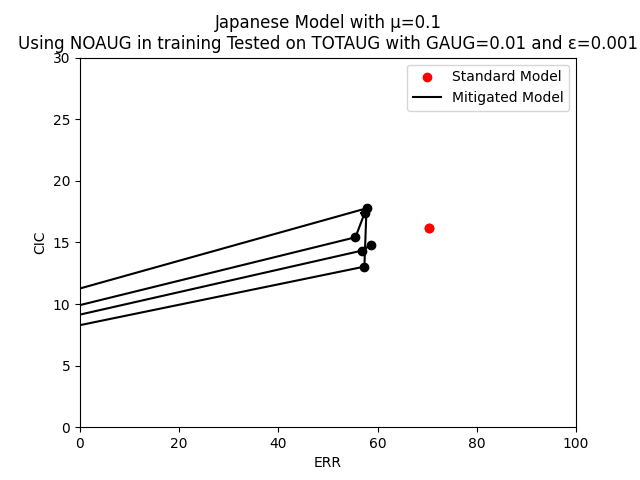 Japanese Model with μ=0.1
Using NOAUG in training Tested on TOTAUG with GAUG=0.01 and ε=0.001
Standard Model
Mitigated Model
30
25
20
15
10
5
0
CIC
0 20 40 60 80 100
ERR